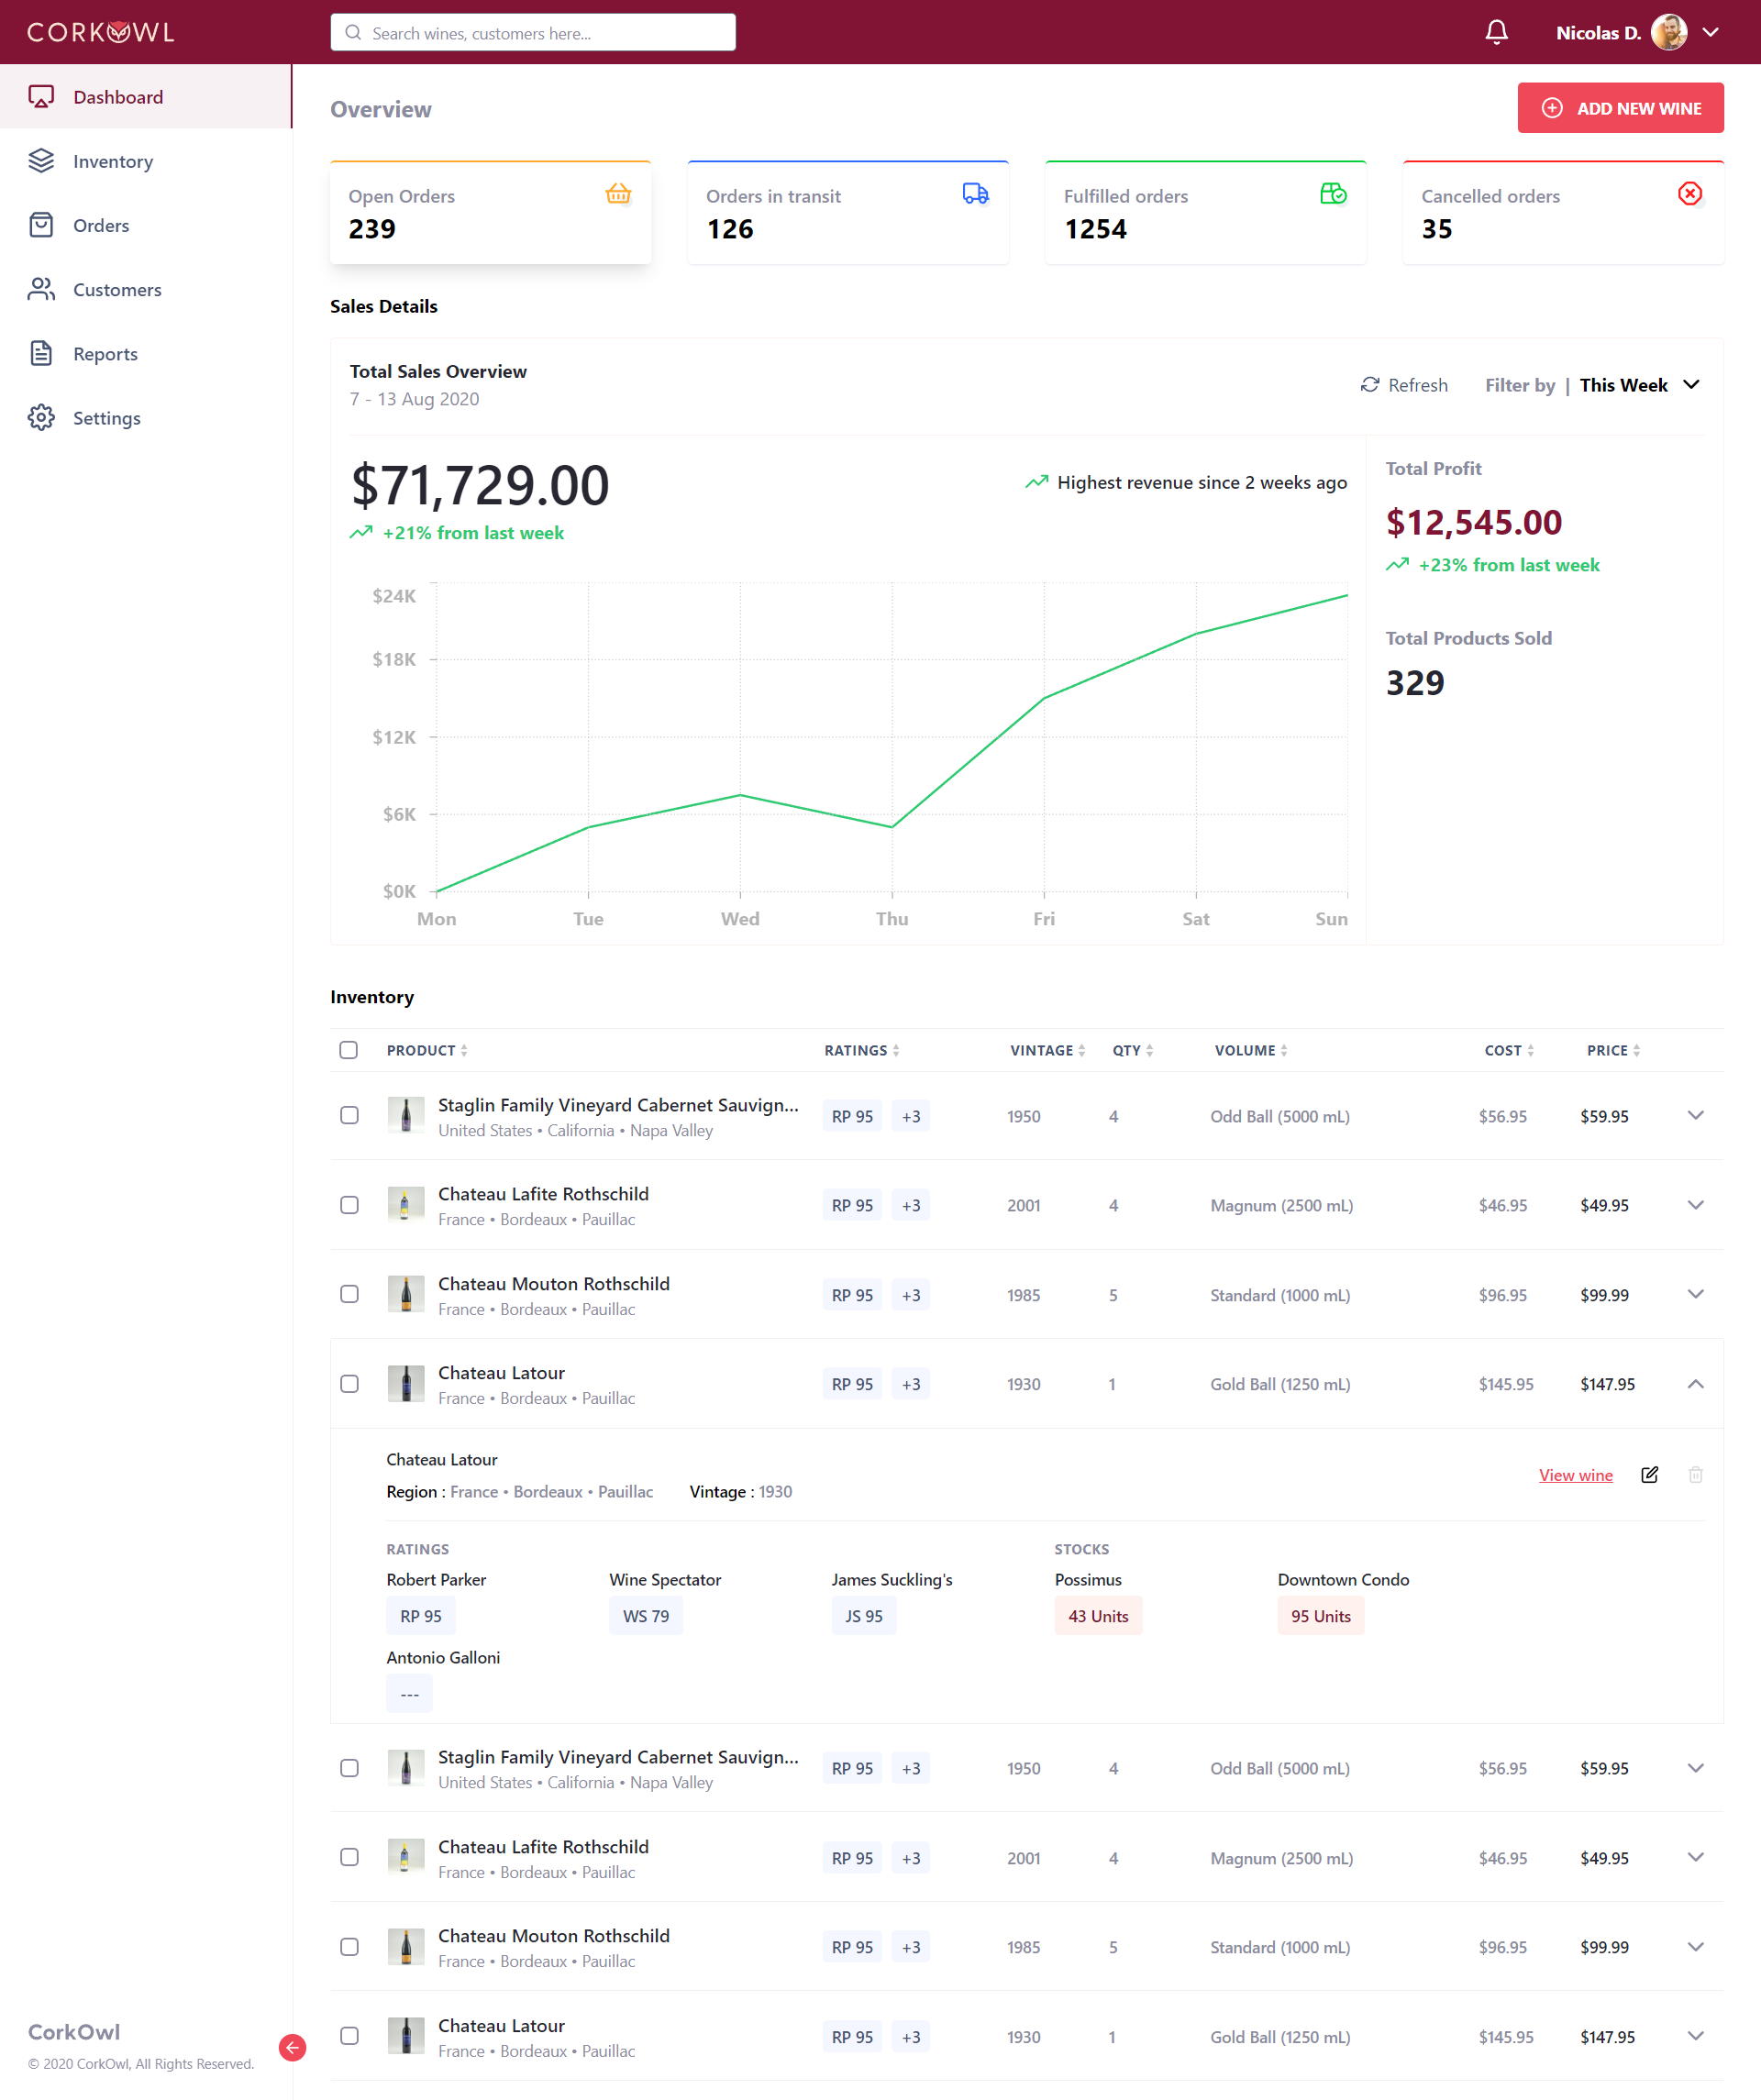 CORKOWL
Search wines, customers here...
Nicolas D.
Dashboard
Inventory
Orders
Customers
Reports
Settings
Overview
ADD NEW WINE
Open Orders
239
Orders in transit
126
Fulfilled orders
1254
Cancelled orders
35
Sales Details
Total Sales Overview
7 - 13 Aug 2020
Refresh
Filter by | This Week
$71,729.00
+21% from last week
Highest revenue since 2 weeks ago
$24K
$18K
$12K
$6K
$0K
Mon Tue Wed Thu Fri Sat Sun
Total Profit
$12,545.00
+23% from last week
Total Products Sold
329
Inventory
PRODUCT RATINGS VINTAGE QTY VOLUME COST PRICE
Staglin Family Vineyard Cabernet Sauvign...
United States • California • Napa Valley
RP 95 +3 1950 4 Odd Ball (5000 mL) $56.95 $59.95
Chateau Lafite Rothschild
France • Bordeaux • Pauillac
RP 95 +3 2001 4 Magnum (2500 mL) $46.95 $49.95
Chateau Mouton Rothschild
France • Bordeaux • Pauillac
RP 95 +3 1985 5 Standard (1000 mL) $96.95 $99.99
Chateau Latour
France • Bordeaux • Pauillac
RP 95 +3 1930 1 Gold Ball (1250 mL) $145.95 $147.95
Chateau Latour
Region : France • Bordeaux • Pauillac Vintage : 1930
View wine
RATINGS STOCKS
Robert Parker Wine Spectator James Suckling's Possimus Downtown Condo
RP 95 WS 79 JS 95 43 Units 95 Units
Antonio Galloni
---
Staglin Family Vineyard Cabernet Sauvign...
United States • California • Napa Valley
RP 95 +3 1950 4 Odd Ball (5000 mL) $56.95 $59.95
Chateau Lafite Rothschild
France • Bordeaux • Pauillac
RP 95 +3 2001 4 Magnum (2500 mL) $46.95 $49.95
Chateau Mouton Rothschild
France • Bordeaux • Pauillac
RP 95 +3 1985 5 Standard (1000 mL) $96.95 $99.99
Chateau Latour
France • Bordeaux • Pauillac
RP 95 +3 1930 1 Gold Ball (1250 mL) $145.95 $147.95
CorkOwl
© 2020 CorkOwl, All Rights Reserved.